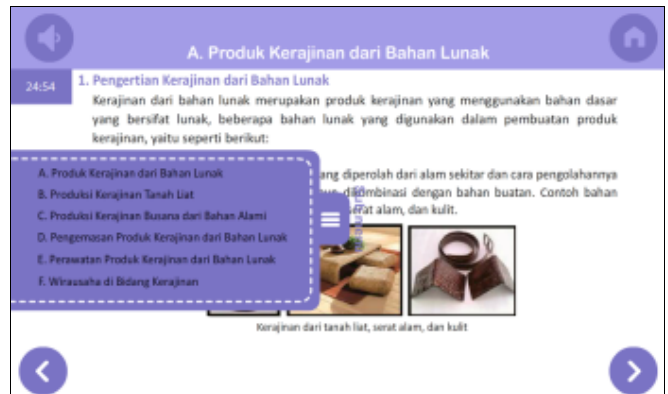 A. Produk Kerajinan dari Bahan Lunak
24:54
1. Pengertian Kerajinan dari Bahan Lunak
Kerajinan dari bahan lunak merupakan produk kerajinan yang menggunakan bahan dasar
yang bersifat lunak, beberapa bahan lunak yang digunakan dalam pembuatan produk
kerajinan, yaitu seperti berikut:
A. Produk Kerajinan dari Bahan Lunak
B. Produksi Kerajinan Tanah Liat
C. Produksi Kerajinan Busana dari Bahan Alami
D. Pengemasan Produk Kerajinan dari Bahan Lunak
E. Perawatan Produk Kerajinan dari Bahan Lunak
F. Wirausaha di Bidang Kerajinan
ang diperolah dari alam sekitar dan cara pengolahannya
dikombinasi dengan bahan buatan. Contoh bahan
serat alam, dan kulit.
Kerajinan dari tanah liat, serat alam, dan kulit